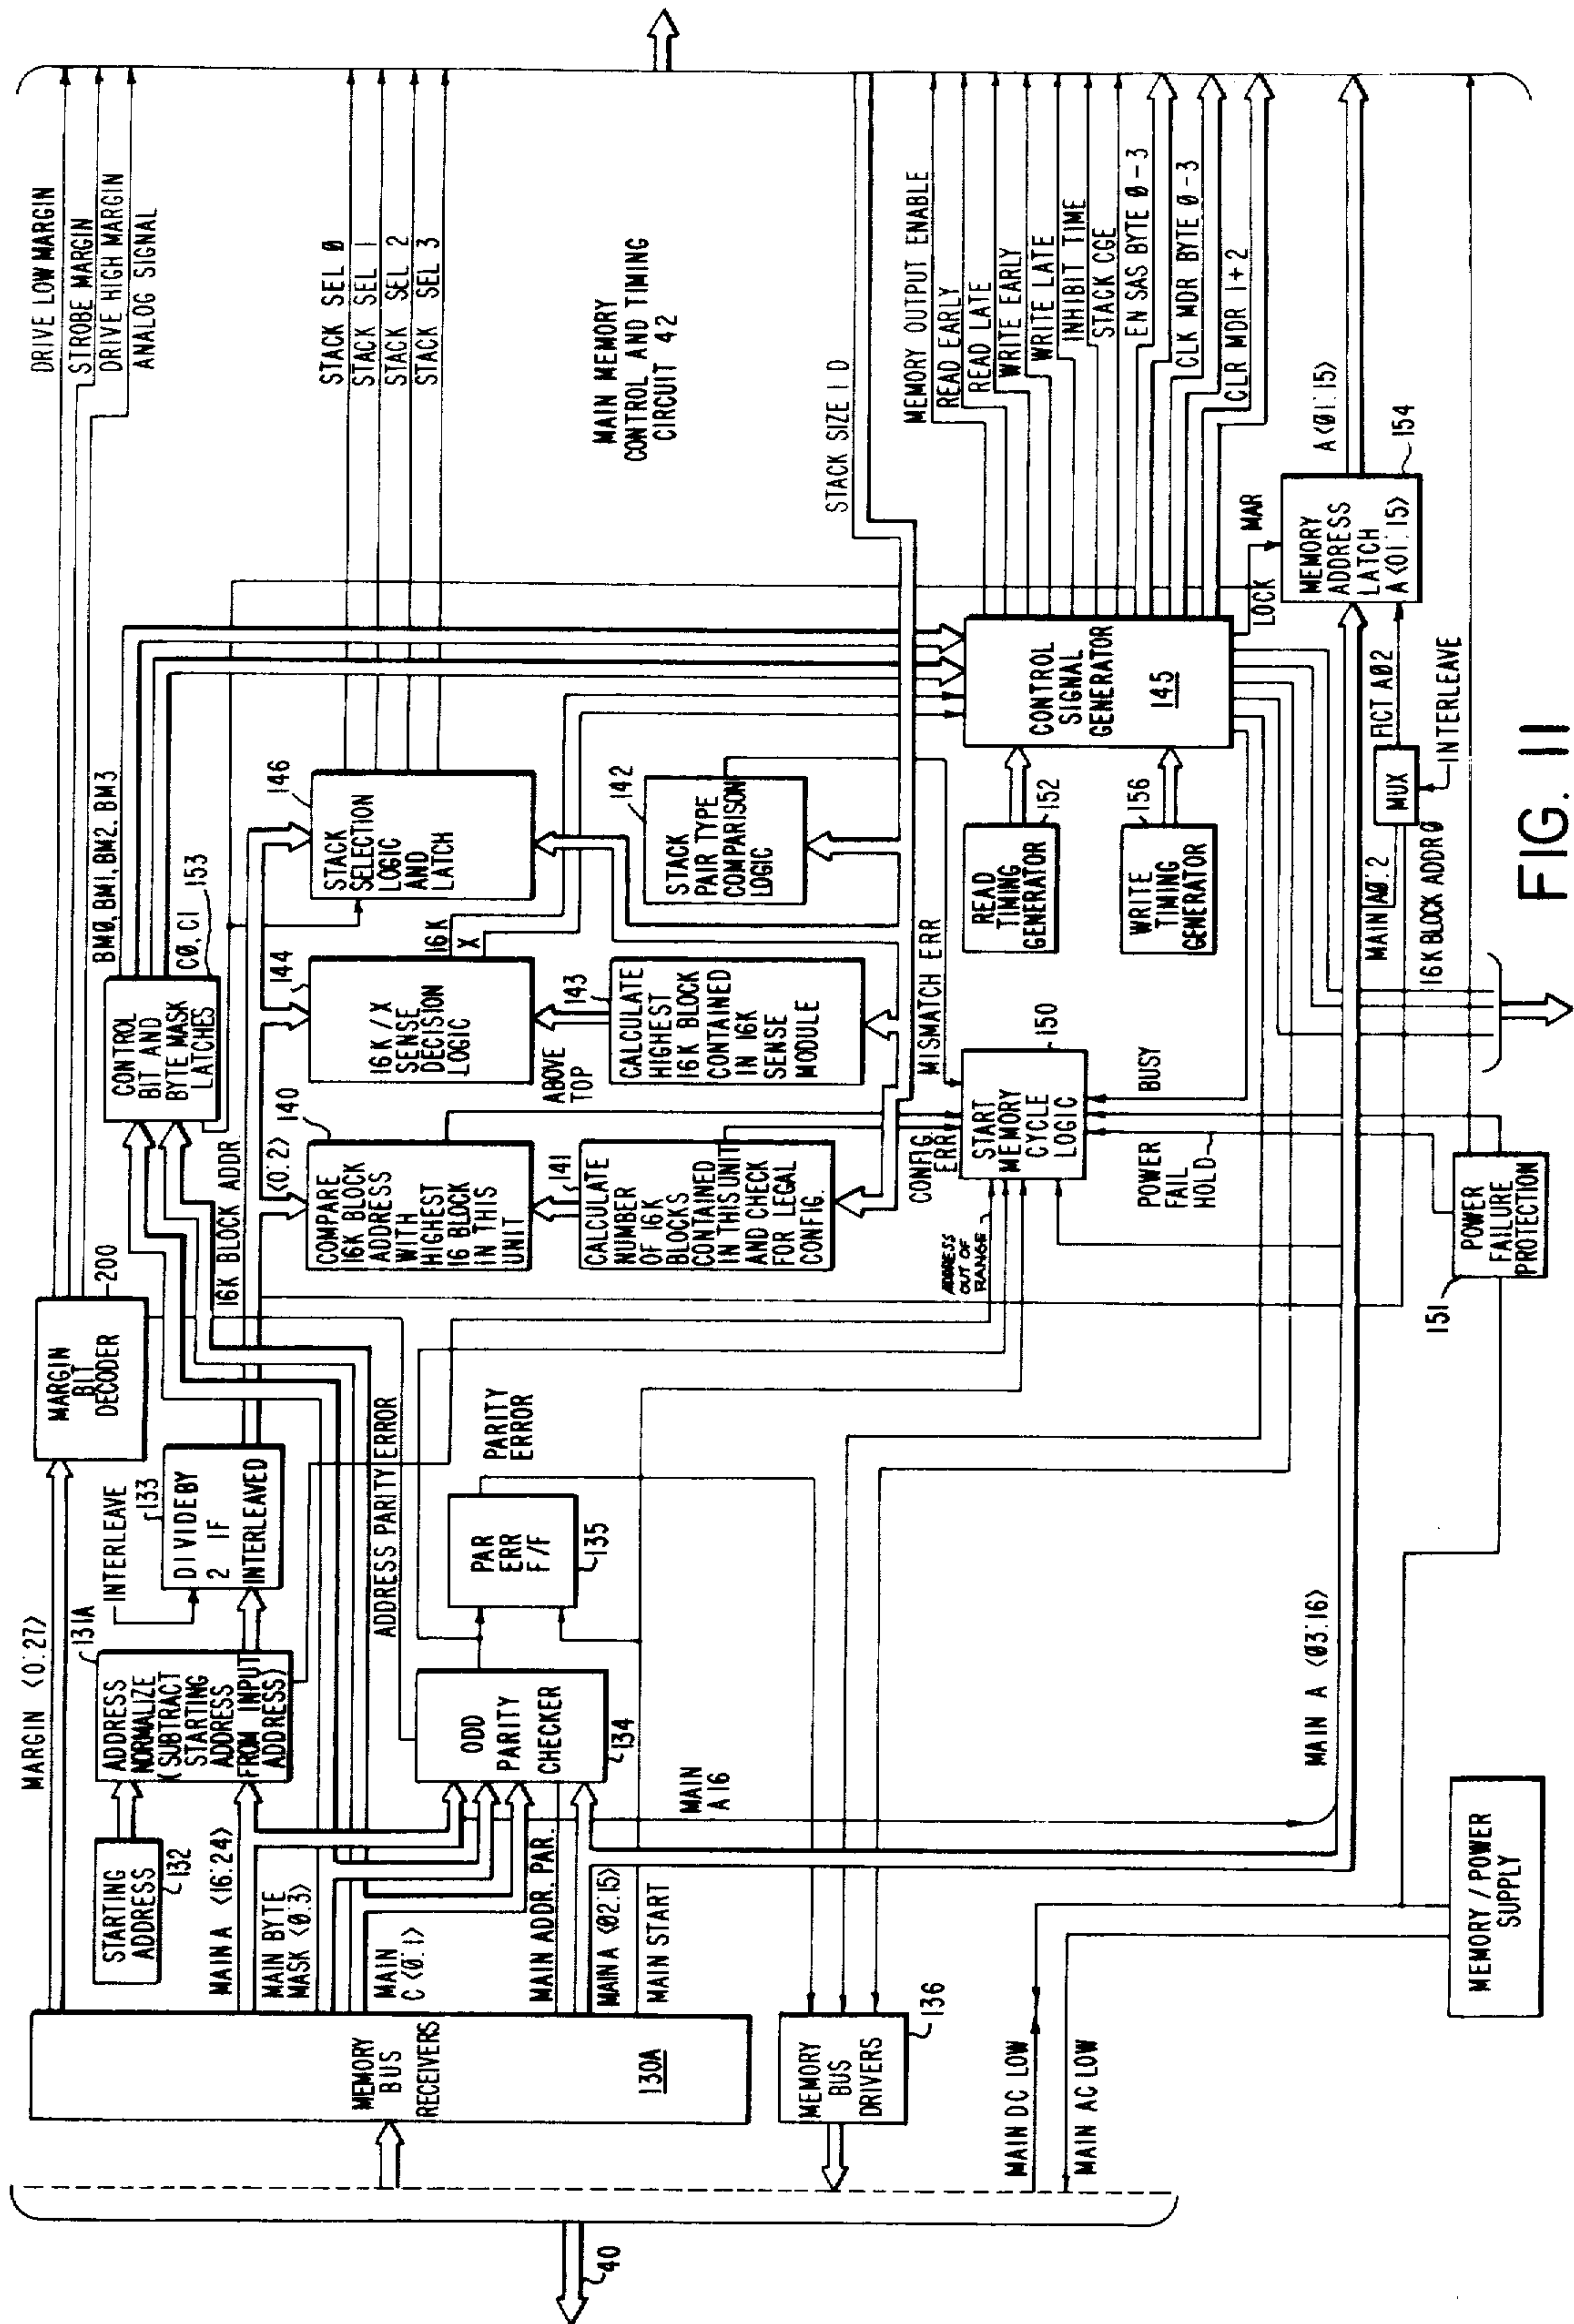 DRIVE LOW MARGIN
STROBE MARGIN
DRIVE HIGH MARGIN
ANALOG SIGNAL
STACK SEL 0
STACK SEL 1
STACK SEL 2
STACK SEL 3
MAIN MEMORY
CONTROL AND TIMING
CIRCUIT 42
STACK SIZE I D
MEMORY OUTPUT ENABLE
READ EARLY
READ LATE
WRITE EARLY
WRITE LATE
INHIBIT TIME
STACK CGE
EN SAS BYTE 0-3
CLK MDR BYTE 0-3
CLR MDR 1+2
A<01:15>
MARGIN <0:27>
MARGIN
BIT
DECODER
200
CONTROL
BIT AND
BYTE MASK
LATCHES
153
BM0, BM1, BM2, BM3
C0, C1
STARTING
ADDRESS
132
ADDRESS
NORMALIZE
(SUBTRACT
STARTING
ADDRESS
FROM INPUT
ADDRESS)
131A
INTERLEAVE
133
DIVIDE BY
2 IF
INTERLEAVED
16K BLOCK ADDR
<0:2>
COMPARE
16K BLOCK
ADDRESS
WITH
HIGHEST
16 BLOCK
IN THIS
UNIT
140
16K/X
SENSE
DECISION
LOGIC
144
16K
X
STACK
SELECTION
LOGIC
AND
LATCH
146
ABOVE
TOP
CALCULATE
NUMBER
OF 16K
BLOCKS
CONTAINED
IN THIS UNIT
AND CHECK
FOR LEGAL
CONFIG.
141
CALCULATE
HIGHEST
16K BLOCK
CONTAINED
IN 16K
SENSE
MODULE
143
STACK
PAIR TYPE
COMPARISON
LOGIC
142
MEMORY
BUS
RECEIVERS
130A
MAIN A <16:24>
MAIN BYTE
MASK <0:3>
MAIN
C <0:1>
MAIN ADDR. PAR.
MAIN A <02:15>
MAIN START
MAIN
A16
ODD
PARITY
CHECKER
134
ADDRESS PARITY ERROR
PAR
ERR
F/F
135
PARITY
ERROR
CONFIG.
ERR
MISMATCH ERR
ADDRESS
OUT OF
RANGE
START
MEMORY
CYCLE
LOGIC
150
BUSY
POWER
FAIL
HOLD
READ
TIMING
GENERATOR
152
WRITE
TIMING
GENERATOR
156
CONTROL
SIGNAL
GENERATOR
145
LOCK MAR
MEMORY
ADDRESS
LATCH
A<01:15>
154
FICT A02
MUX
INTERLEAVE
MAIN A0:2
16K BLOCK ADDR 0
MAIN A <03:16>
MEMORY
BUS
DRIVERS
136
40
MAIN DC LOW
MAIN AC LOW
MEMORY / POWER
SUPPLY
POWER
FAILURE
PROTECTION
151
FIG. 11